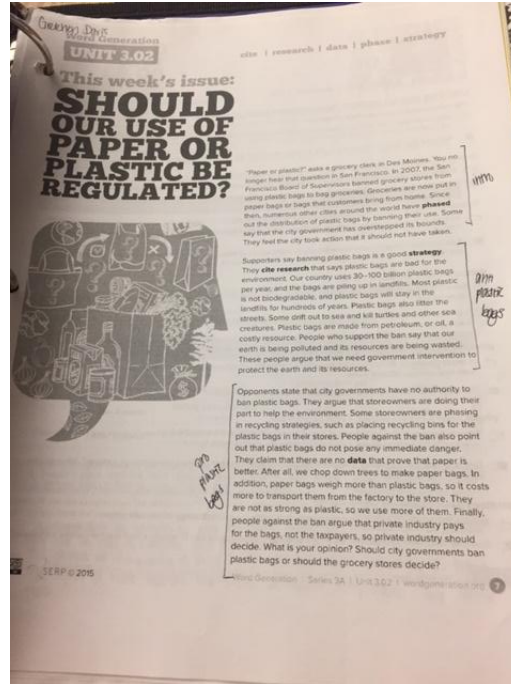 Word Generation
UNIT 3.02
cite | research | data | phase | strategy
This week's issue:
SHOULD
OUR USE OF
PAPER OR
PLASTIC BE
REGULATED?
"Paper or plastic?" asks a grocery clerk in Des Moines. You no
longer hear that question in San Francisco. In 2007, the San
Francisco Board of Supervisors banned grocery stores from
using plastic bags to bag groceries. Groceries are now put in
paper bags or bags that customers bring from home. Since
then, numerous other cities around the world have phased
out the distribution of plastic bags by banning their use. Some
say that the city government has overstepped its bounds.
They feel the city took action that it should not have taken.
Supporters say banning plastic bags is a good strategy.
They cite research that says plastic bags are bad for the
environment. Our country uses 30–100 billion plastic bags
per year, and the bags are piling up in landfills. Most plastic
is not biodegradable, and plastic bags will stay in the
landfills for hundreds of years. Plastic bags also litter the
streets. Some drift out to sea and kill turtles and other sea
creatures. Plastic bags are made from petroleum, or oil, a
costly resource. People who support the ban say that our
earth is being polluted and its resources are being wasted.
These people argue that we need government intervention to
protect the earth and its resources.
plastic
bags
Opponents state that city governments have no authority to
ban plastic bags. They argue that storeowners are doing their
part to help the environment. Some storeowners are phasing
in recycling strategies, such as placing recycling bins for the
plastic bags in their stores. People against the ban also point
out that plastic bags do not pose any immediate danger.
They claim that there are no data that prove that paper is
better. After all, we chop down trees to make paper bags. In
addition, paper bags weigh more than plastic bags, so it costs
more to transport them from the factory to the store. They
are not as strong as plastic, so we use more of them. Finally,
people against the ban argue that private industry pays
for the bags, not the taxpayers, so private industry should
decide. What is your opinion? Should city governments ban
plastic bags or should the grocery stores decide?
pro
plastic
bags
SERP © 2015
Word Generation | Series 3A | Unit 3.02 | wordgeneration.org 7